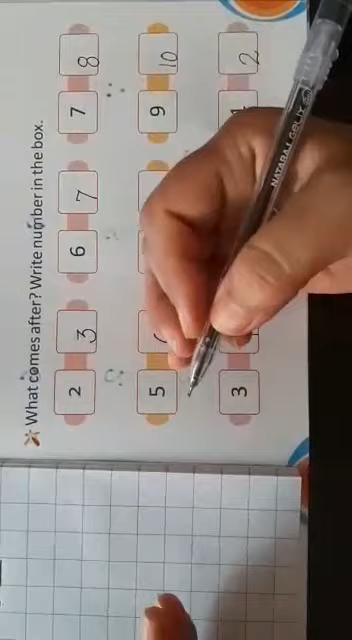 What comes after? Write number in the box.
2 3 6 7 7 8
5 9 10
3 2
NATARAJ GELIX